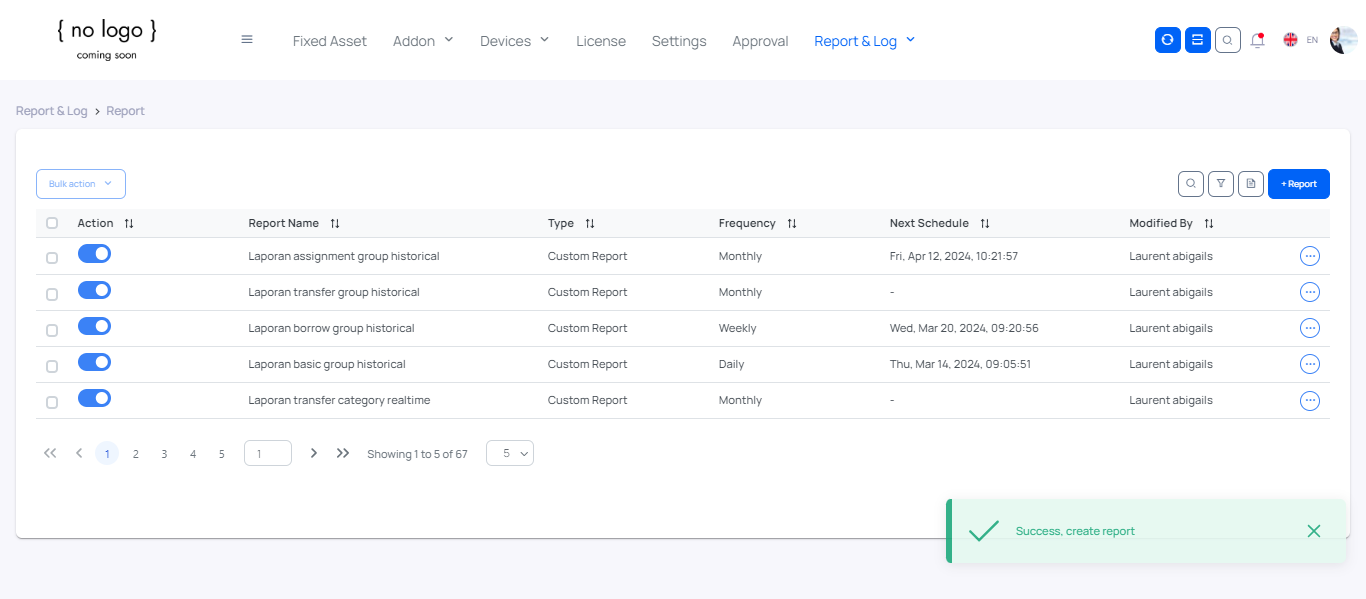 { no logo }
coming soon
Fixed Asset Addon Devices License Settings Approval Report & Log EN
Report & Log > Report
Bulk action + Report
Action Report Name Type Frequency Next Schedule Modified By
Laporan assignment group historical Custom Report Monthly Fri, Apr 12, 2024, 10:21:57 Laurent abigails
Laporan transfer group historical Custom Report Monthly - Laurent abigails
Laporan borrow group historical Custom Report Weekly Wed, Mar 20, 2024, 09:20:56 Laurent abigails
Laporan basic group historical Custom Report Daily Thu, Mar 14, 2024, 09:05:51 Laurent abigails
Laporan transfer category realtime Custom Report Monthly - Laurent abigails
1 2 3 4 5 1 Showing 1 to 5 of 67 5
Success, create report